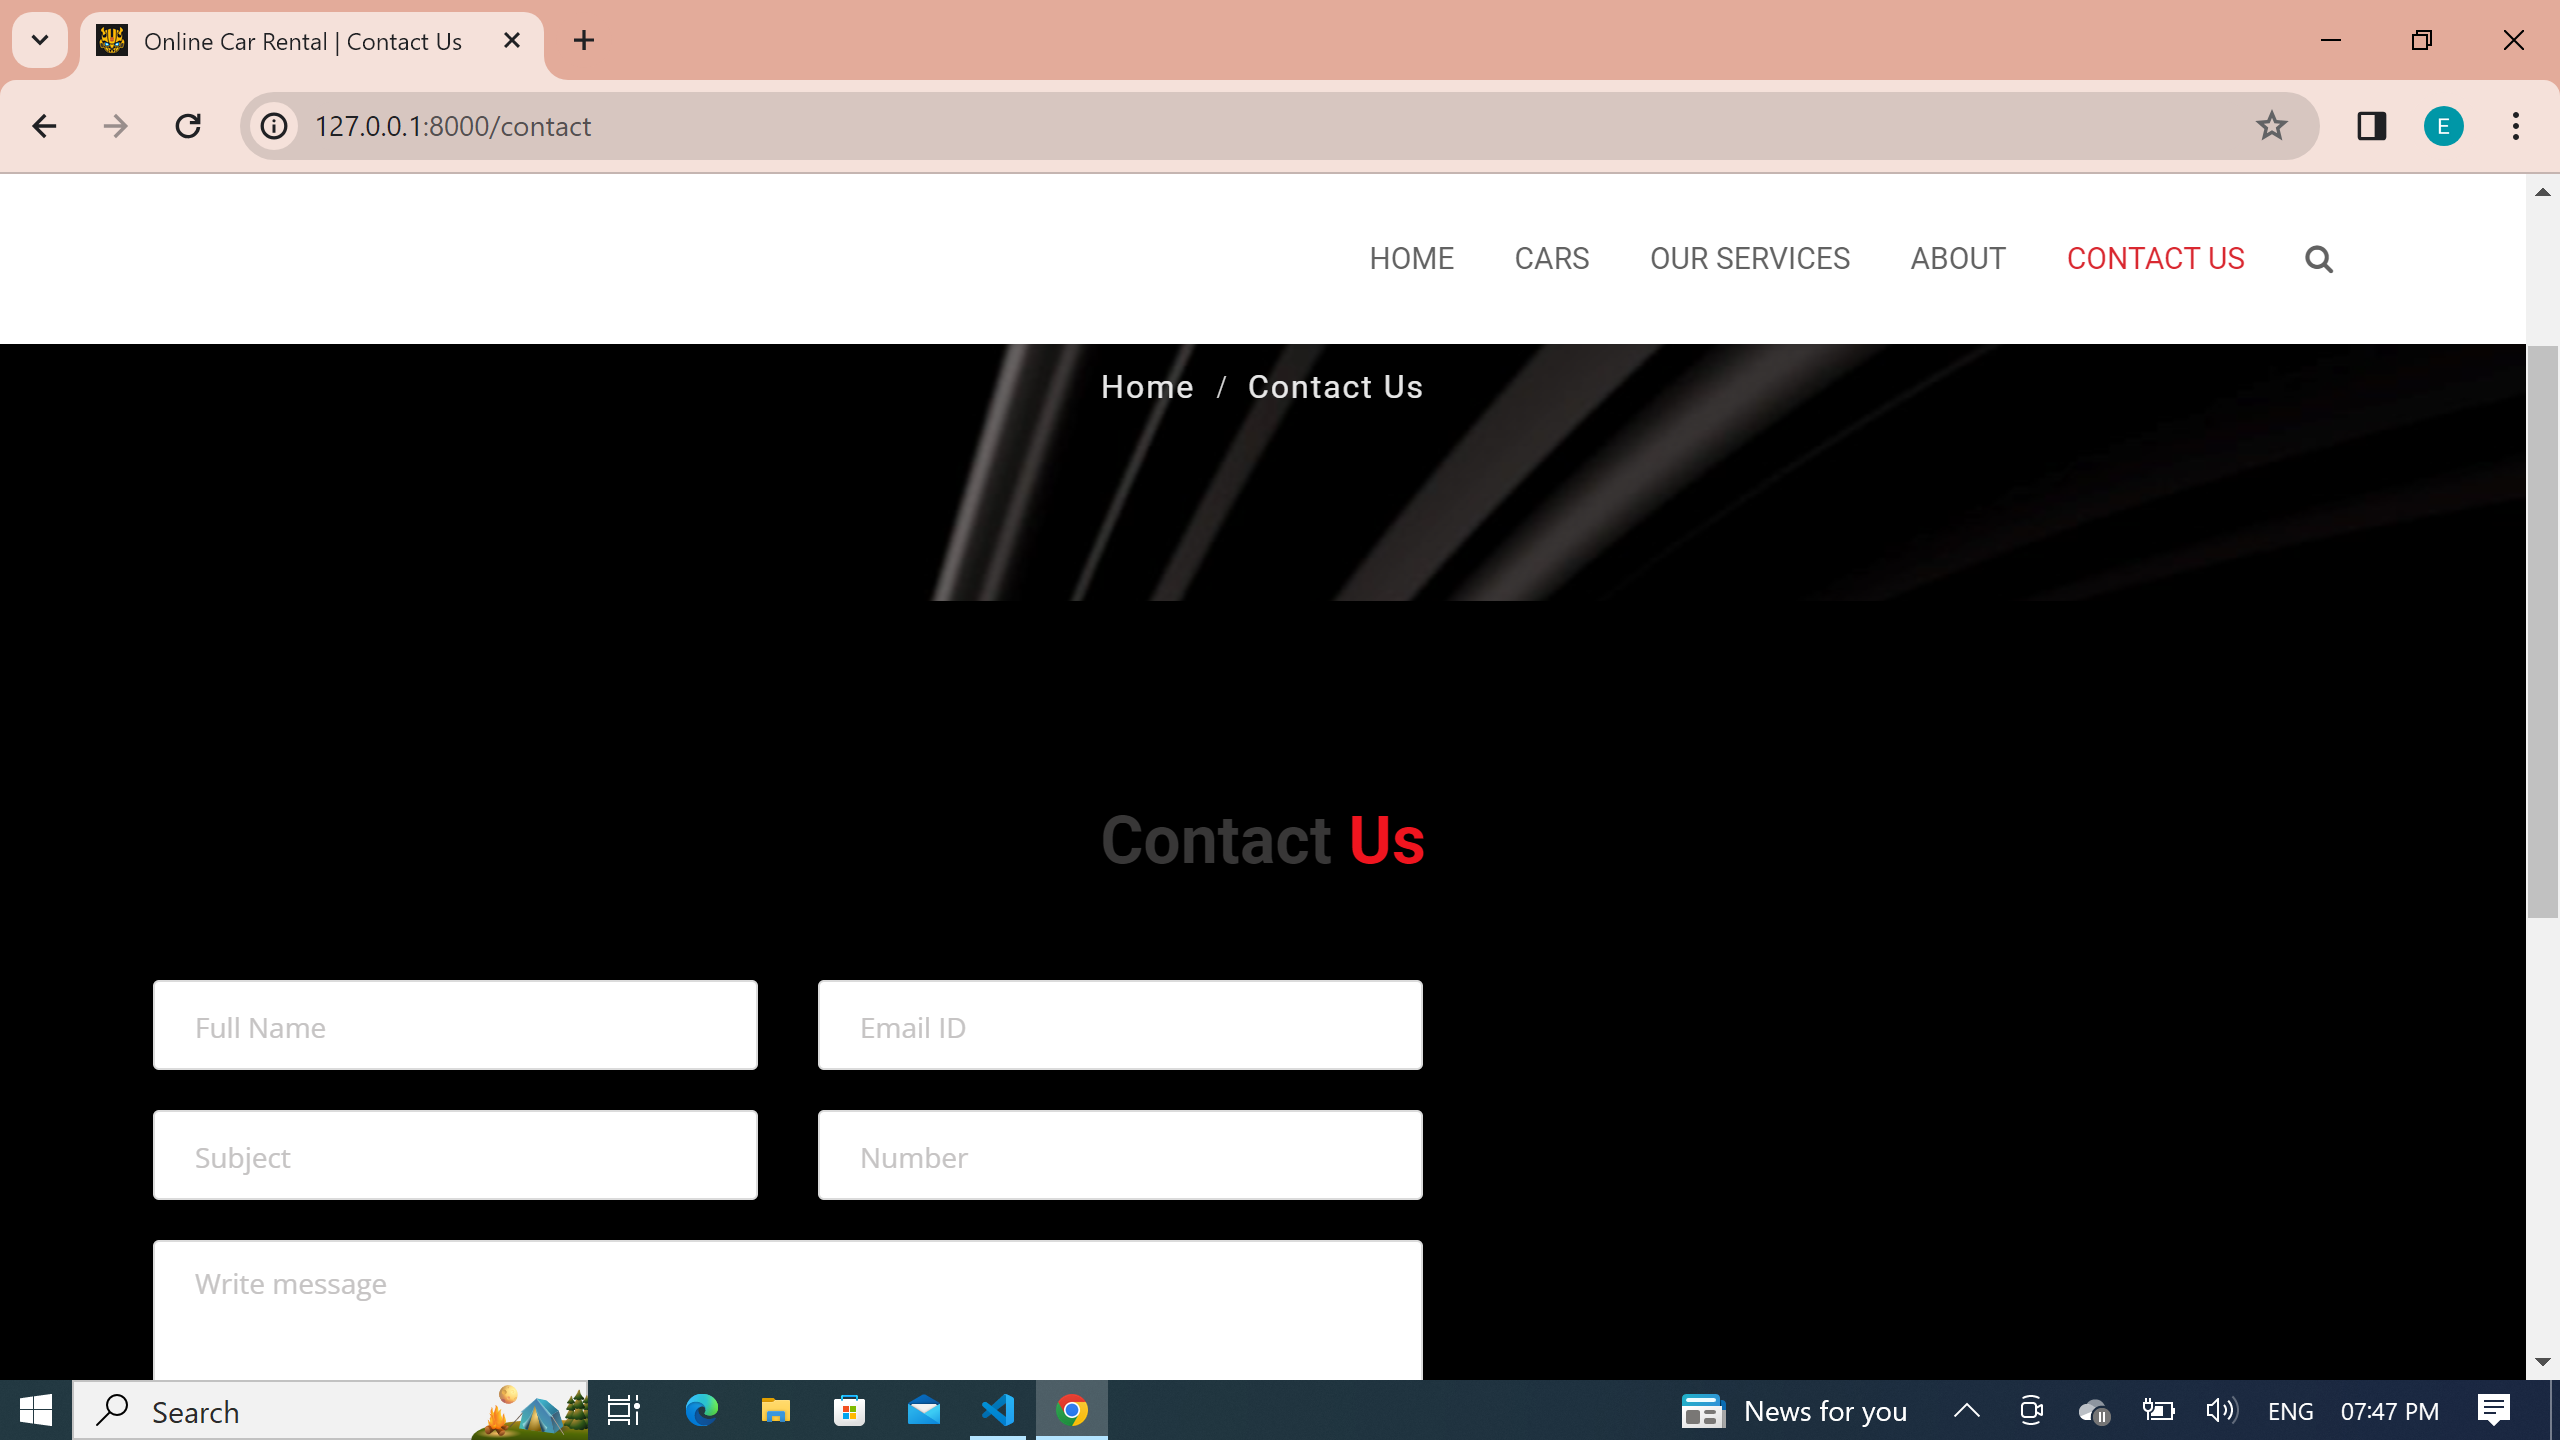 Online Car Rental | Contact Us
127.0.0.1:8000/contact
E
HOME CARS OUR SERVICES ABOUT CONTACT US
Home / Contact Us
Contact Us
Full Name Email ID
Subject Number
Write message
Search News for you ENG 07:47 PM